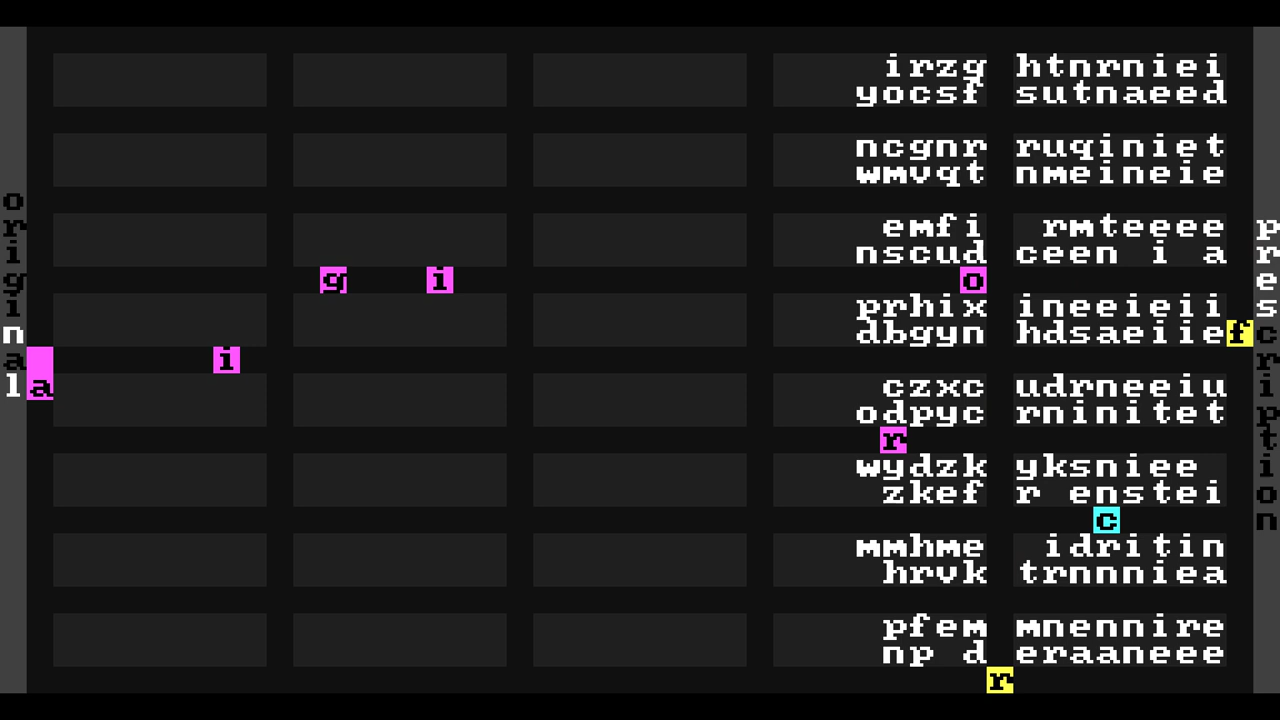 irzg htnrniei
yocsf sutnaeed
ncgnr ruqiniet
wmvqt nmeineie
original
emfi rmteeee
nscud ceen i a
g i o
prhix ineeieii
dbgyn hdsaeiief
i
a
czxc udrneeiu
odpyc rninitet
r
wydzk yksniee
zkef r enstei
c
mmhme idritin
hrvk trnnniea
pfem mnennire
np d eraaneee
r
prescription